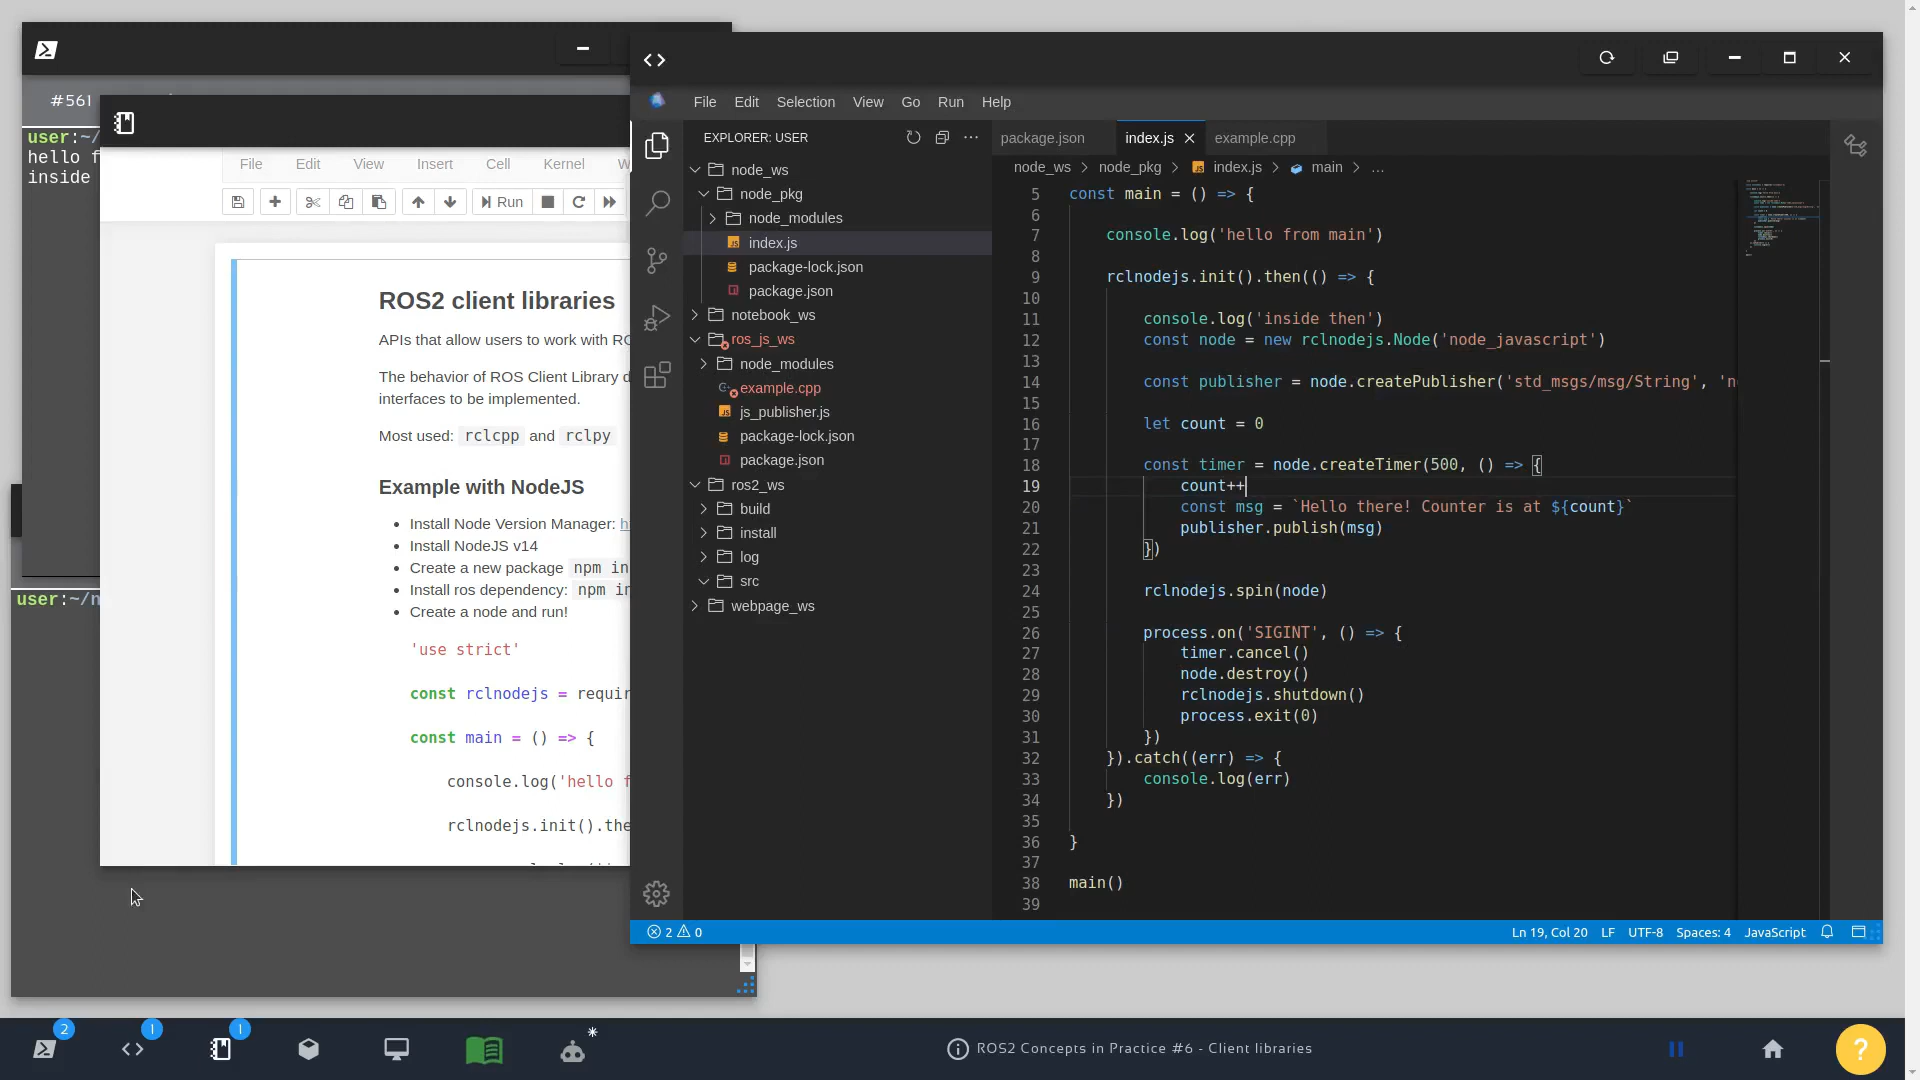 #561
user:~/
hello f
inside
user:~/n
File Edit View Insert Cell Kernel W
Run
ROS2 client libraries
APIs that allow users to work with RO
The behavior of ROS Client Library d
interfaces to be implemented.
Most used: rclcpp and rclpy
Example with NodeJS
Install Node Version Manager: h
Install NodeJS v14
Create a new package npm in
Install ros dependency: npm in
Create a node and run!
'use strict'
const rclnodejs = requir
const main = () => {
console.log('hello f
rclnodejs.init().the
File Edit Selection View Go Run Help
EXPLORER: USER
node_ws
node_pkg
node_modules
index.js
package-lock.json
package.json
notebook_ws
ros_js_ws
node_modules
example.cpp
js_publisher.js
package-lock.json
package.json
ros2_ws
build
install
log
src
webpage_ws
package.json index.js example.cpp
node_ws > node_pkg > index.js > main > ...
5 const main = () => {
6
7 console.log('hello from main')
8
9 rclnodejs.init().then(() => {
10
11 console.log('inside then')
12 const node = new rclnodejs.Node('node_javascript')
13
14 const publisher = node.createPublisher('std_msgs/msg/String', 'n
15
16 let count = 0
17
18 const timer = node.createTimer(500, () => {
19 count++
20 const msg = `Hello there! Counter is at ${count}`
21 publisher.publish(msg)
22 })
23
24 rclnodejs.spin(node)
25
26 process.on('SIGINT', () => {
27 timer.cancel()
28 node.destroy()
29 rclnodejs.shutdown()
30 process.exit(0)
31 })
32 }).catch((err) => {
33 console.log(err)
34 })
35
36 }
37
38 main()
39
2 0 Ln 19, Col 20 LF UTF-8 Spaces: 4 JavaScript
2 1 1
ROS2 Concepts in Practice #6 - Client libraries
?